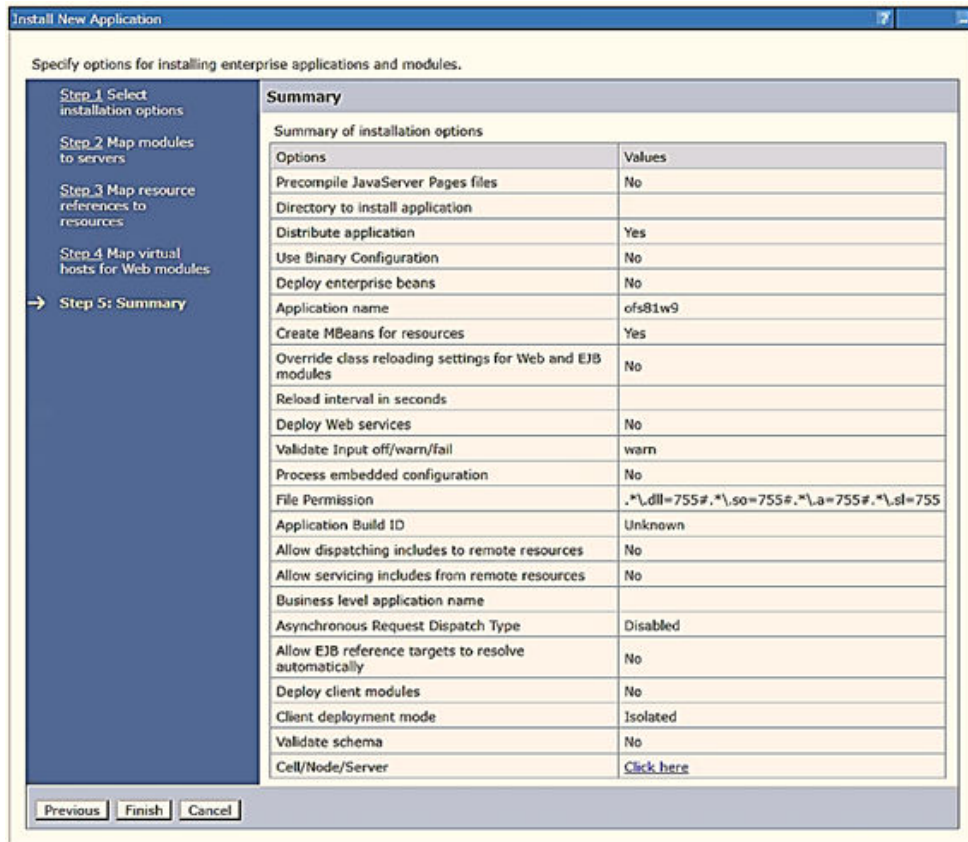 Install New Application
?
Specify options for installing enterprise applications and modules.
Step 1 Select
installation options
Step 2 Map modules
to servers
Step 3 Map resource
references to
resources
Step 4 Map virtual
hosts for Web modules
Step 5: Summary
Summary
Summary of installation options
Options Values
Precompile JavaServer Pages files No
Directory to install application
Distribute application Yes
Use Binary Configuration No
Deploy enterprise beans No
Application name ofs81w9
Create MBeans for resources Yes
Override class reloading settings for Web and EJB
modules No
Reload interval in seconds
Deploy Web services No
Validate Input off/warn/fail warn
Process embedded configuration No
File Permission .*\.dll=755#.*\.so=755#.*\.a=755#.*\.sl=755
Application Build ID Unknown
Allow dispatching includes to remote resources No
Allow servicing includes from remote resources No
Business level application name
Asynchronous Request Dispatch Type Disabled
Allow EJB reference targets to resolve
automatically No
Deploy client modules No
Client deployment mode Isolated
Validate schema No
Cell/Node/Server Click here
Previous Finish Cancel